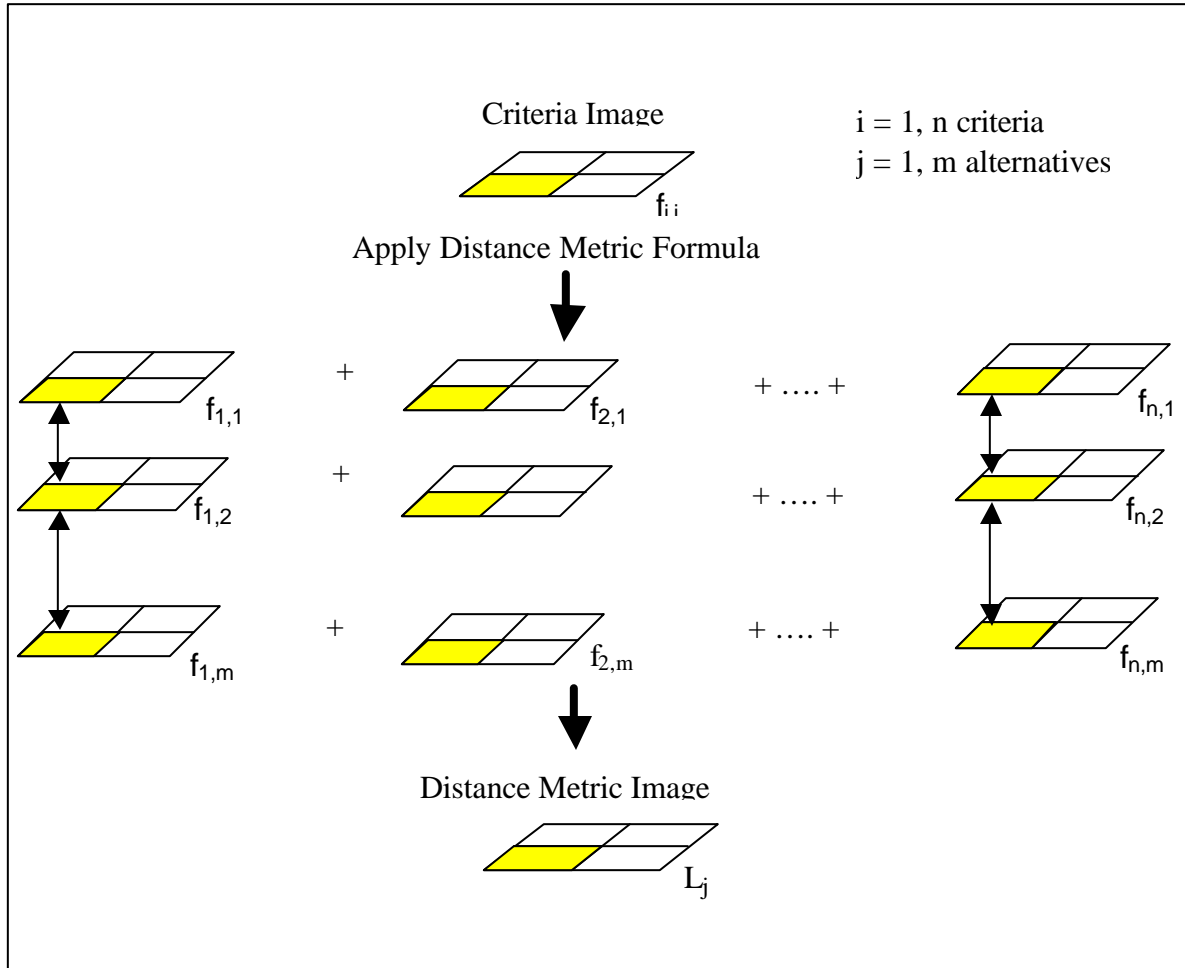 Criteria Image
i = 1, n criteria
j = 1, m alternatives
f
Apply Distance Metric Formula
+ + …. +
f1,1 f2,1 fn,1
+ + …. +
f1,2 fn,2
+ + …. +
f1,m f2,m fn,m
Distance Metric Image
Lj